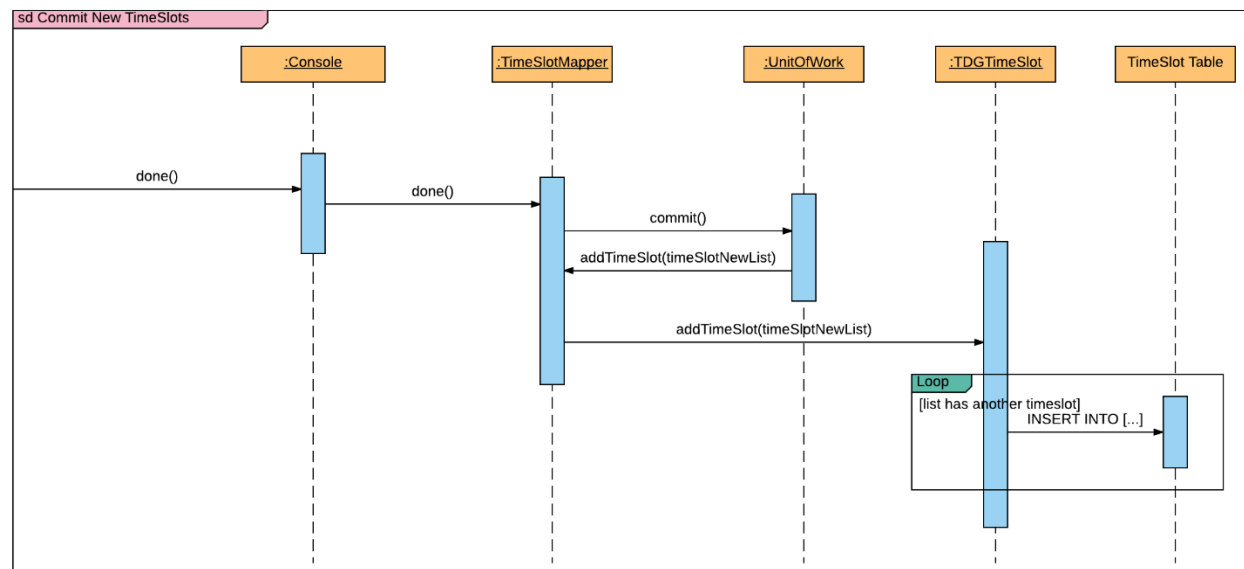 sd Commit New TimeSlots
:Console
:TimeSlotMapper
:UnitOfWork
:TDGTimeSlot
TimeSlot Table
done()
done()
commit()
addTimeSlot(timeSlotNewList)
addTimeSlot(timeSlotNewList)
Loop
[list has another timeslot]
INSERT INTO [...]